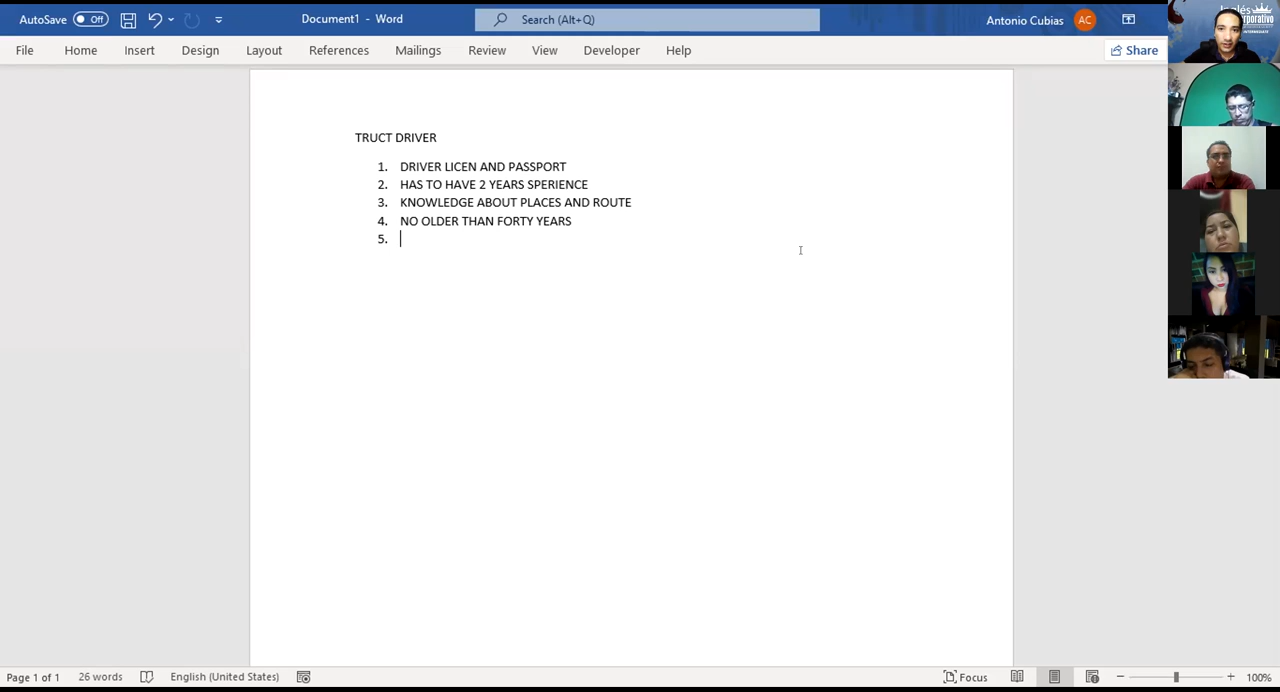 AutoSave Off Document1 - Word Search (Alt+Q) Antonio Cubias AC
File Home Insert Design Layout References Mailings Review View Developer Help Share
Inglés
corporativo
INTERMEDIATE
TRUCT DRIVER
1. DRIVER LICEN AND PASSPORT
2. HAS TO HAVE 2 YEARS SPERIENCE
3. KNOWLEDGE ABOUT PLACES AND ROUTE
4. NO OLDER THAN FORTY YEARS
5.
Page 1 of 1 26 words English (United States) Focus 100%